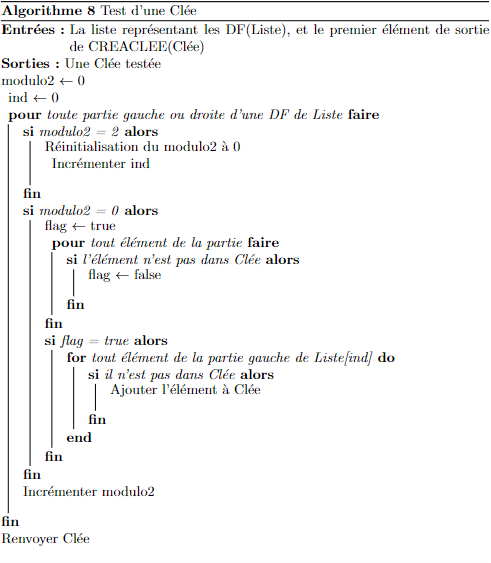 Algorithme 8 Test d'une Clée
Entrées : La liste représentant les DF(Liste), et le premier élément de sortie
de CREACLEE(Clée)
Sorties : Une Clée testée
modulo2 ← 0
ind ← 0
pour toute partie gauche ou droite d'une DF de Liste faire
si modulo2 = 2 alors
Réinitialisation du modulo2 à 0
Incrémenter ind
fin
si modulo2 = 0 alors
flag ← true
pour tout élément de la partie faire
si l'élément n'est pas dans Clée alors
flag ← false
fin
fin
si flag = true alors
for tout élément de la partie gauche de Liste[ind] do
si il n'est pas dans Clée alors
Ajouter l'élément à Clée
fin
end
fin
fin
Incrémenter modulo2
fin
Renvoyer Clée